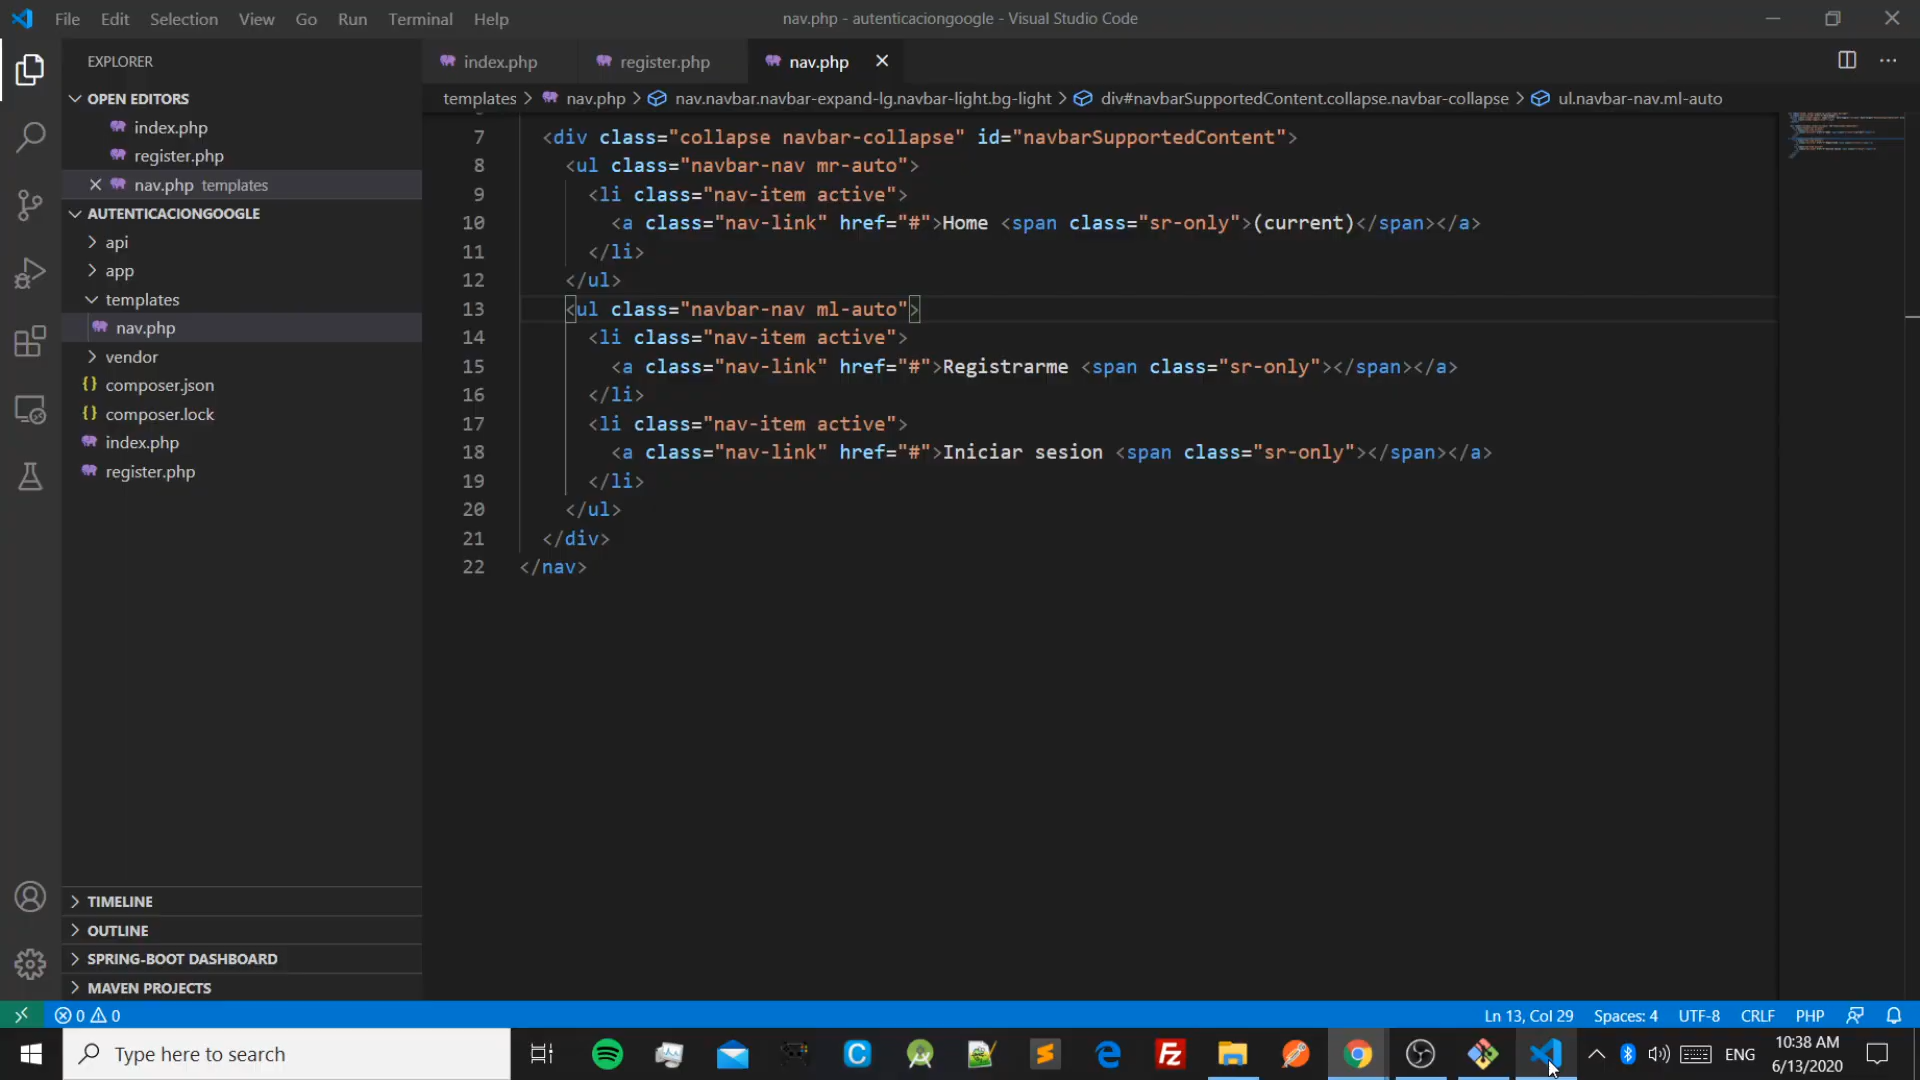 File Edit Selection View Go Run Terminal Help
nav.php - autenticaciongoogle - Visual Studio Code
EXPLORER
index.php register.php nav.php
OPEN EDITORS
index.php
register.php
nav.php templates
AUTENTICACIONGOOGLE
api
app
templates
nav.php
vendor
composer.json
composer.lock
index.php
register.php
TIMELINE
OUTLINE
SPRING-BOOT DASHBOARD
MAVEN PROJECTS
templates > nav.php > nav.navbar.navbar-expand-lg.navbar-light.bg-light > div#navbarSupportedContent.collapse.navbar-collapse > ul.navbar-nav.ml-auto
7 <div class="collapse navbar-collapse" id="navbarSupportedContent">
8 <ul class="navbar-nav mr-auto">
9 <li class="nav-item active">
10 <a class="nav-link" href="#">Home <span class="sr-only">(current)</span></a>
11 </li>
12 </ul>
13 <ul class="navbar-nav ml-auto">
14 <li class="nav-item active">
15 <a class="nav-link" href="#">Registrarme <span class="sr-only"></span></a>
16 </li>
17 <li class="nav-item active">
18 <a class="nav-link" href="#">Iniciar sesion <span class="sr-only"></span></a>
19 </li>
20 </ul>
21 </div>
22 </nav>
0 0
Ln 13, Col 29 Spaces: 4 UTF-8 CRLF PHP
Type here to search
ENG
10:38 AM
6/13/2020